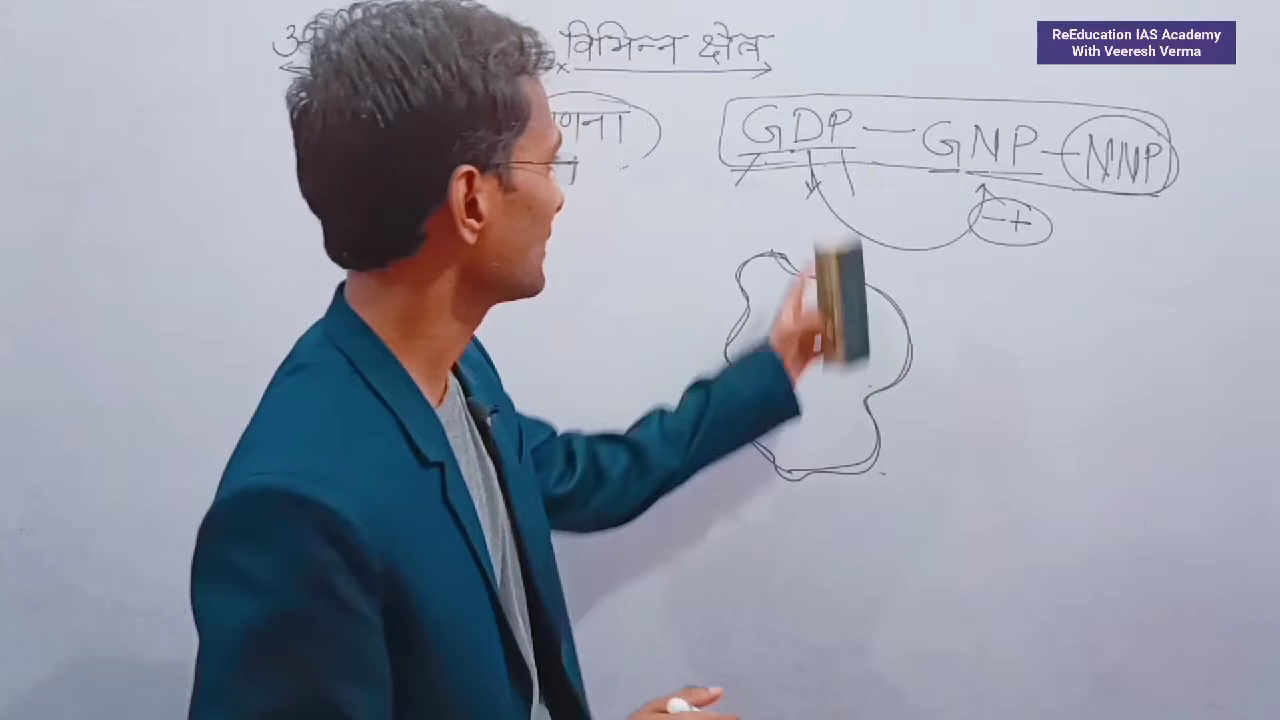 विभिन्न क्षेत्र
GDP — GNP — NNP
- +
ReEducation IAS Academy
With Veeresh Verma